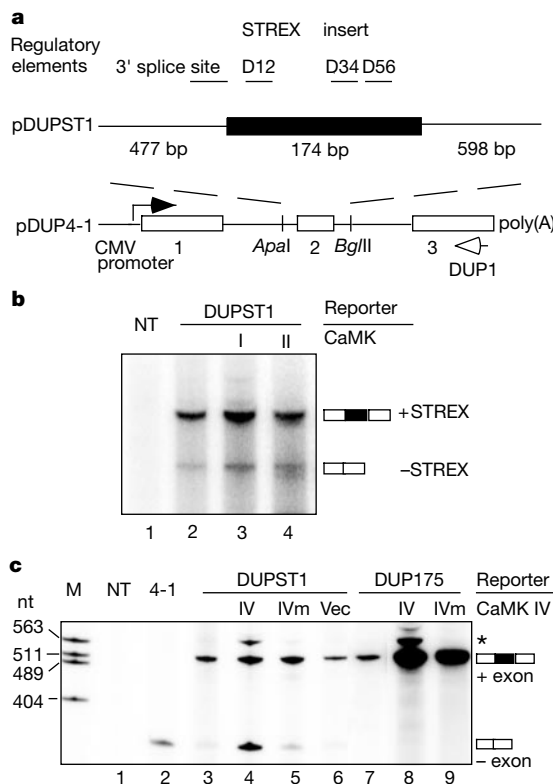 a
STREX insert
Regulatory elements
3' splice site D12 D34 D56
pDUPST1
477 bp 174 bp 598 bp
pDUP4-1 poly(A)
CMV promoter 1 ApaI 2 BglII 3
DUP1
b
NT DUPST1 Reporter
I II CaMK
+STREX
–STREX
1 2 3 4
c
M NT 4-1 DUPST1 DUP175 Reporter
nt IV IVm Vec IV IVm CaMK IV
563 *
511
489 + exon
404
– exon
1 2 3 4 5 6 7 8 9